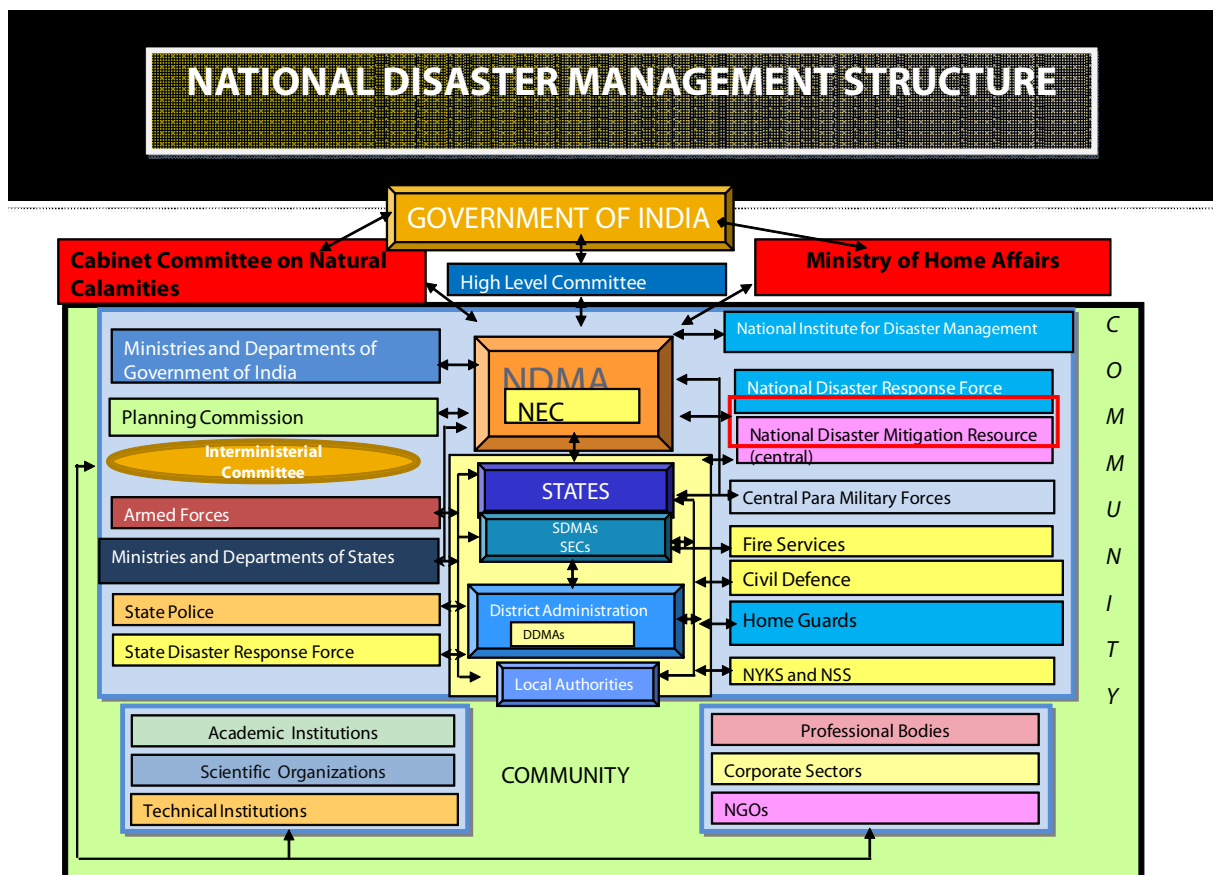 NATIONAL DISASTER MANAGEMENT STRUCTURE
GOVERNMENT OF INDIA
Cabinet Committee on Natural
Calamities
High Level Committee
Ministry of Home Affairs
Ministries and Departments of
Government of India
Planning Commission
Interministerial
Committee
Armed Forces
Ministries and Departments of States
State Police
State Disaster Response Force
NDMA
NEC
STATES
SDMAs
SECs
District Administration
DDMAs
Local Authorities
National Institute for Disaster Management
National Disaster Response Force
National Disaster Mitigation Resource
(central)
Central Para Military Forces
Fire Services
Civil Defence
Home Guards
NYKS and NSS
C
O
M
M
U
N
I
T
Y
Academic Institutions
Scientific Organizations
Technical Institutions
COMMUNITY
Professional Bodies
Corporate Sectors
NGOs